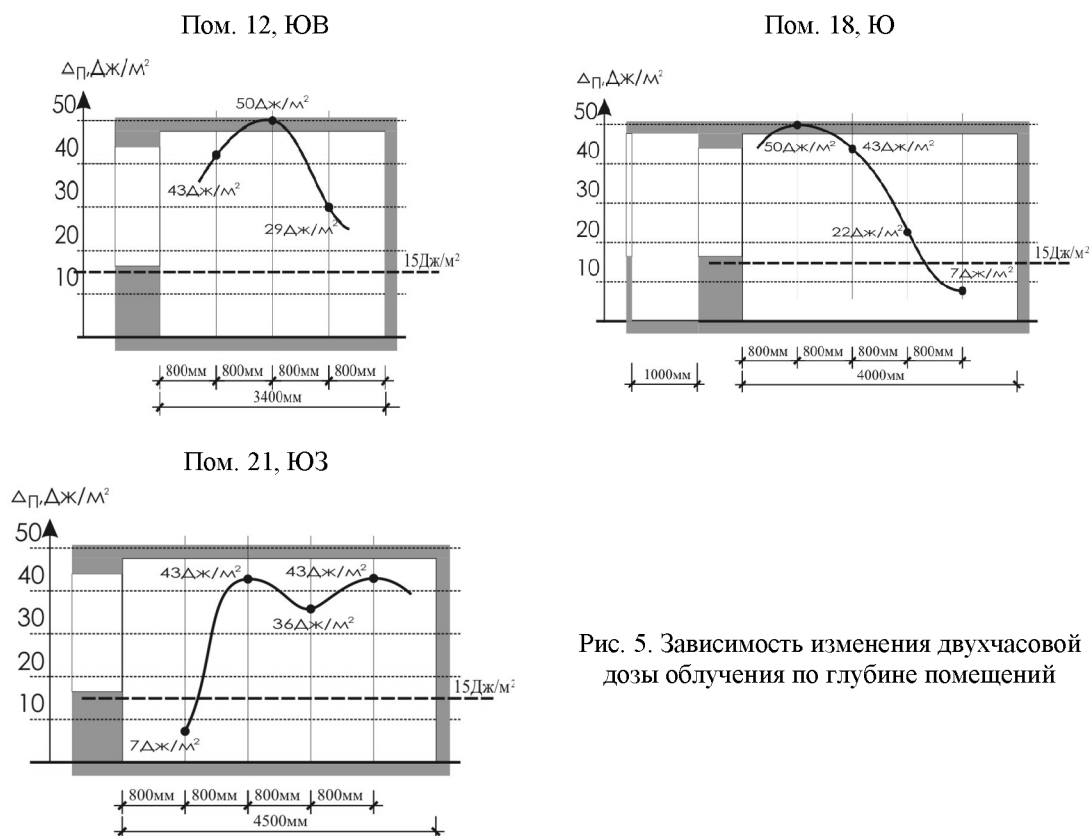 Пом. 12, ЮВ
△П,Дж/м²
50
40
30
20
10
50Дж/м²
43Дж/м²
29Дж/м²
15Дж/м²
800мм 800мм 800мм 800мм
3400мм
Пом. 18, Ю
△П,Дж/м²
50
40
30
20
10
50Дж/м² 43Дж/м²
22Дж/м²
15Дж/м²
7Дж/м²
800мм 800мм 800мм 800мм
1000мм 4000мм
Пом. 21, ЮЗ
△П,Дж/м²
50
40
30
20
10
43Дж/м² 43Дж/м²
36Дж/м²
15Дж/м²
7Дж/м²
800мм 800мм 800мм 800мм
4500мм
Рис. 5. Зависимость изменения двухчасовой
дозы облучения по глубине помещений